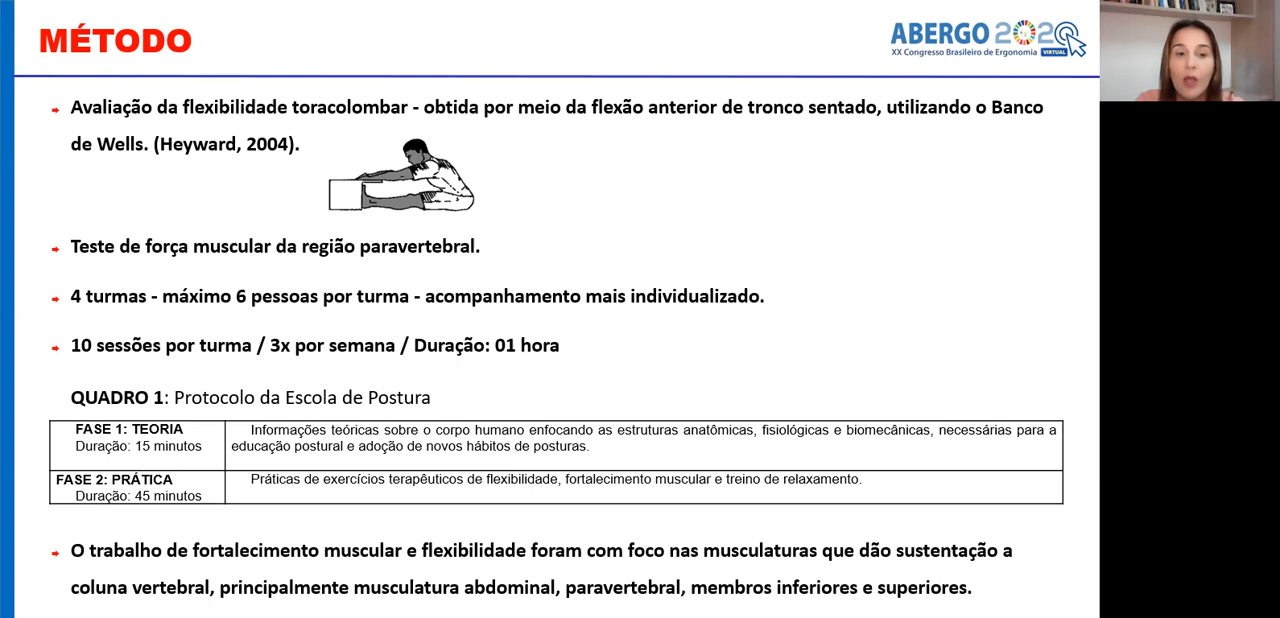 MÉTODO
ABERGO 2020
XX Congresso Brasileiro de Ergonomia VIRTUAL
Avaliação da flexibilidade toracolombar - obtida por meio da flexão anterior de tronco sentado, utilizando o Banco
de Wells. (Heyward, 2004).
Teste de força muscular da região paravertebral.
4 turmas - máximo 6 pessoas por turma - acompanhamento mais individualizado.
10 sessões por turma / 3x por semana / Duração: 01 hora
QUADRO 1: Protocolo da Escola de Postura
FASE 1: TEORIA
Duração: 15 minutos
Informações teóricas sobre o corpo humano enfocando as estruturas anatômicas, fisiológicas e biomecânicas, necessárias para a
educação postural e adoção de novos hábitos de posturas.
FASE 2: PRÁTICA
Duração: 45 minutos
Práticas de exercícios terapêuticos de flexibilidade, fortalecimento muscular e treino de relaxamento.
O trabalho de fortalecimento muscular e flexibilidade foram com foco nas musculaturas que dão sustentação a
coluna vertebral, principalmente musculatura abdominal, paravertebral, membros inferiores e superiores.